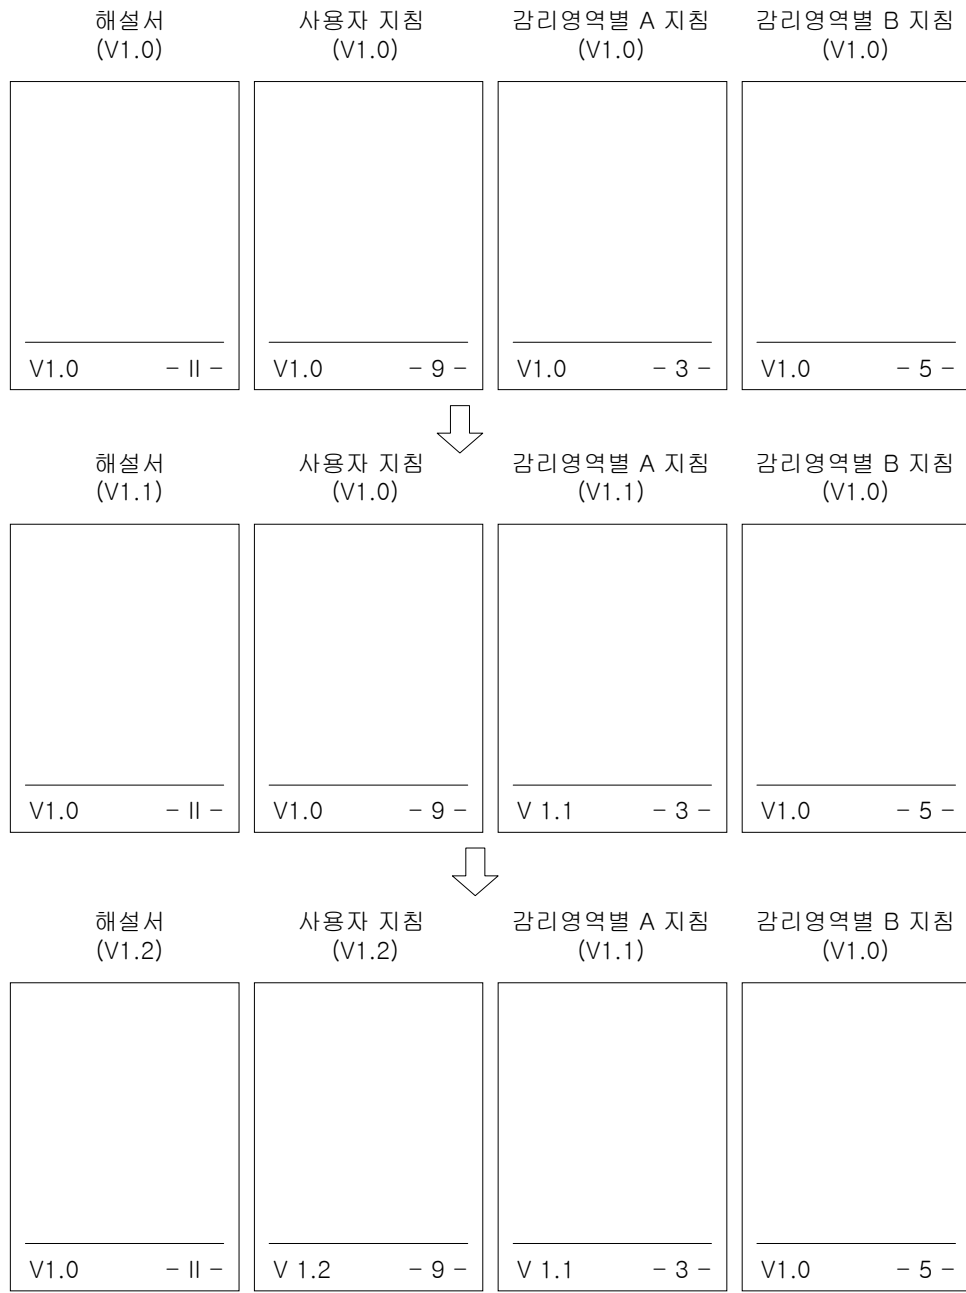 해설서 사용자 지침 감리영역별 A 지침 감리영역별 B 지침
(V1.0) (V1.0) (V1.0) (V1.0)
V1.0 - II - V1.0 - 9 - V1.0 - 3 - V1.0 - 5 -
해설서 사용자 지침 감리영역별 A 지침 감리영역별 B 지침
(V1.1) (V1.0) (V1.1) (V1.0)
V1.0 - II - V1.0 - 9 - V 1.1 - 3 - V1.0 - 5 -
해설서 사용자 지침 감리영역별 A 지침 감리영역별 B 지침
(V1.2) (V1.2) (V1.1) (V1.0)
V1.0 - II - V 1.2 - 9 - V 1.1 - 3 - V1.0 - 5 -